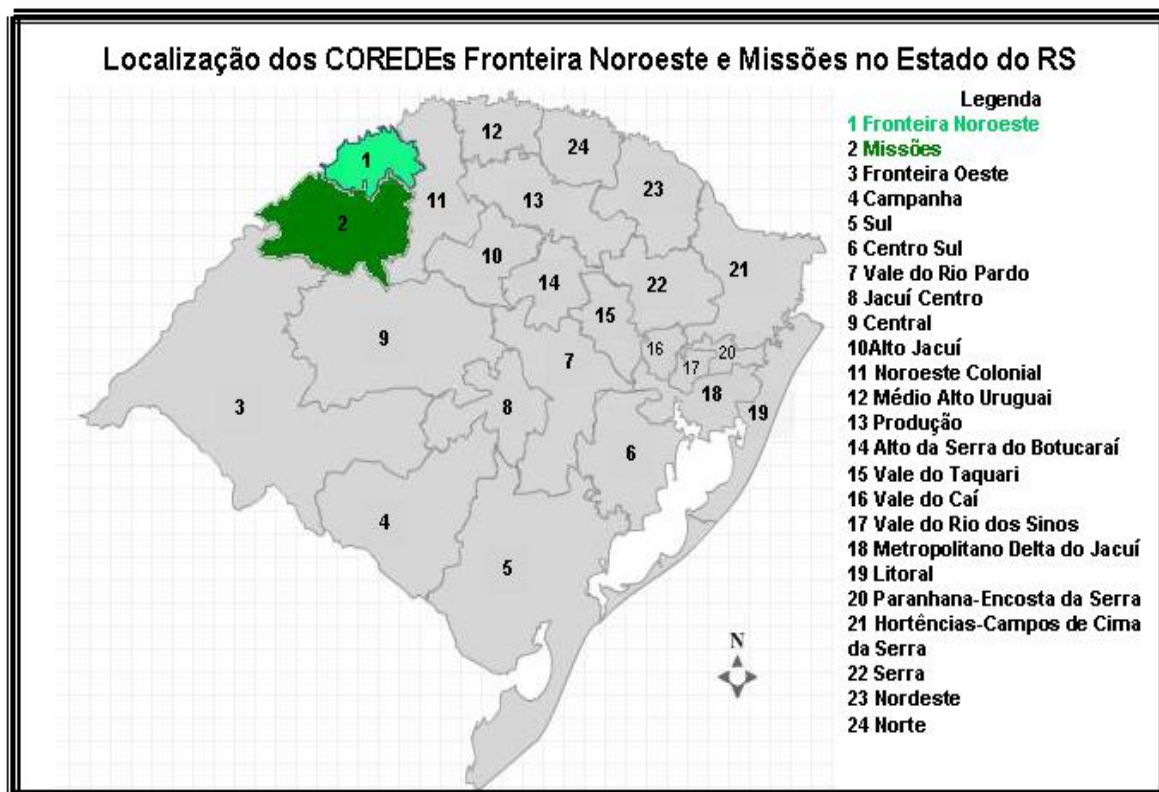 Localização dos COREDEs Fronteira Noroeste e Missões no Estado do RS
Legenda
1 Fronteira Noroeste
2 Missões
3 Fronteira Oeste
4 Campanha
5 Sul
6 Centro Sul
7 Vale do Rio Pardo
8 Jacuí Centro
9 Central
10Alto Jacuí
11 Noroeste Colonial
12 Médio Alto Uruguai
13 Produção
14 Alto da Serra do Botucaraí
15 Vale do Taquari
16 Vale do Caí
17 Vale do Rio dos Sinos
18 Metropolitano Delta do Jacuí
19 Litoral
20 Paranhana-Encosta da Serra
21 Hortências-Campos de Cima
da Serra
22 Serra
23 Nordeste
24 Norte
12
24
1
11
13
23
2
10
14
22
21
15
9
16
20
7
17
18
3
8
19
6
4
5
N